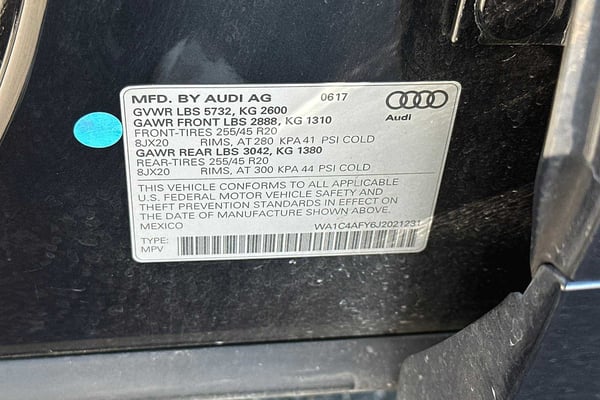 MFD. BY AUDI AG 0617
GVWR LBS 5732, KG 2600
GAWR FRONT LBS 2888, KG 1310
FRONT-TIRES 255/45 R20
8JX20 RIMS, AT 280 KPA 41 PSI COLD
GAWR REAR LBS 3042, KG 1380
REAR-TIRES 255/45 R20
8JX20 RIMS, AT 300 KPA 44 PSI COLD
Audi
THIS VEHICLE CONFORMS TO ALL APPLICABLE
U.S. FEDERAL MOTOR VEHICLE SAFETY AND
THEFT PREVENTION STANDARDS IN EFFECT ON
THE DATE OF MANUFACTURE SHOWN ABOVE.
MEXICO WA1C4AFY6J2021231
TYPE:
MPV